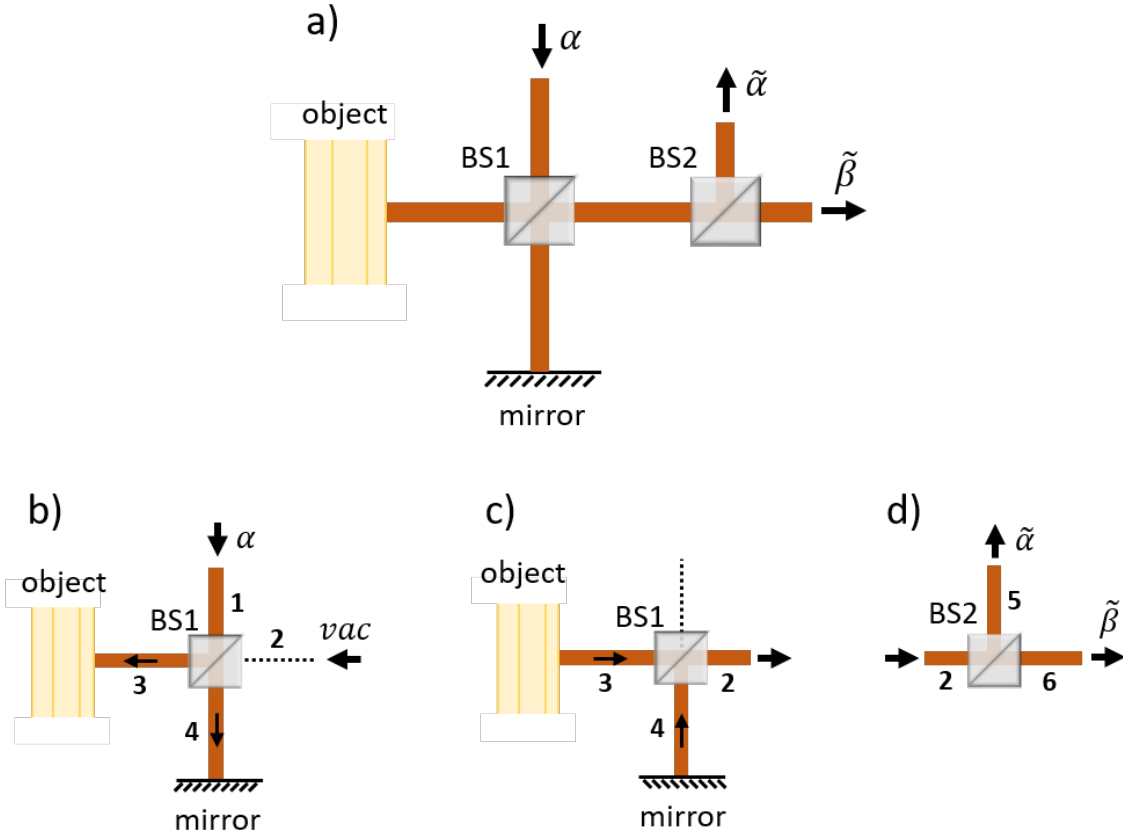 a)
α
α̃
object
BS1
BS2
β̃
mirror
b)
α
object
1
BS1
2
vac
3
4
mirror
c)
object
BS1
3
2
4
mirror
d)
α̃
5
BS2
β̃
2
6